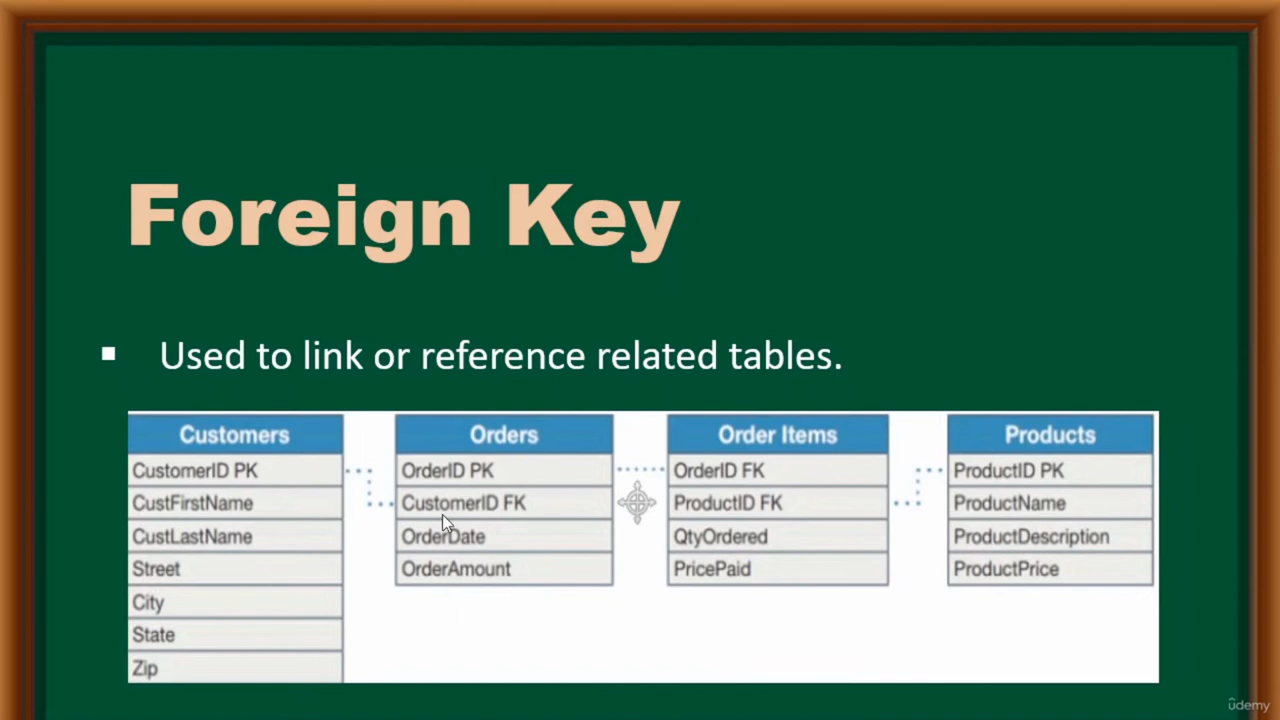 Foreign Key
▪ Used to link or reference related tables.
Customers
CustomerID PK
CustFirstName
CustLastName
Street
City
State
Zip
Orders
OrderID PK
CustomerID FK
OrderDate
OrderAmount
Order Items
OrderID FK
ProductID FK
QtyOrdered
PricePaid
Products
ProductID PK
ProductName
ProductDescription
ProductPrice
ûdemy